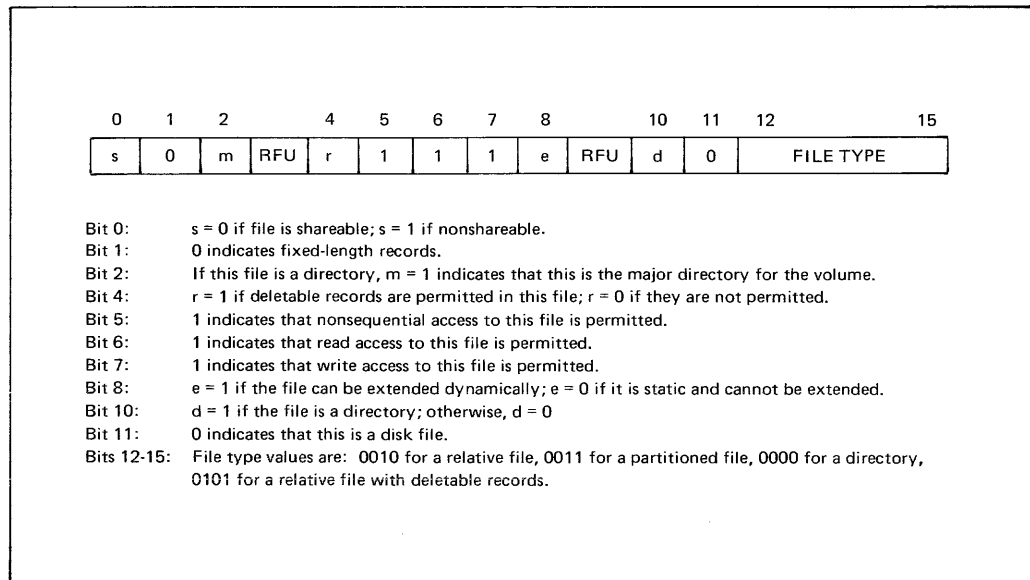 0 1 2 4 5 6 7 8 10 11 12 15
s 0 m RFU r 1 1 1 e RFU d 0 FILE TYPE
Bit 0: s = 0 if file is shareable; s = 1 if nonshareable.
Bit 1: 0 indicates fixed-length records.
Bit 2: If this file is a directory, m = 1 indicates that this is the major directory for the volume.
Bit 4: r = 1 if deletable records are permitted in this file; r = 0 if they are not permitted.
Bit 5: 1 indicates that nonsequential access to this file is permitted.
Bit 6: 1 indicates that read access to this file is permitted.
Bit 7: 1 indicates that write access to this file is permitted.
Bit 8: e = 1 if the file can be extended dynamically; e = 0 if it is static and cannot be extended.
Bit 10: d = 1 if the file is a directory; otherwise, d = 0
Bit 11: 0 indicates that this is a disk file.
Bits 12-15: File type values are: 0010 for a relative file, 0011 for a partitioned file, 0000 for a directory,
0101 for a relative file with deletable records.